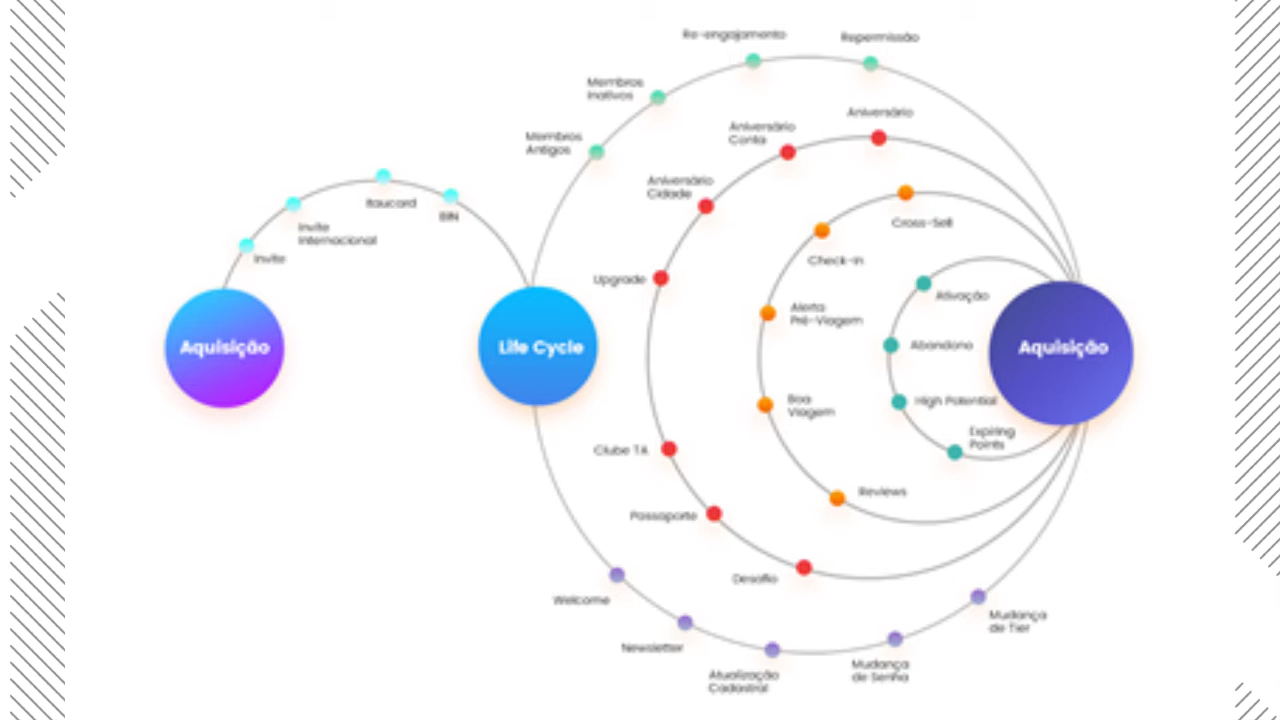 Re-engajamento
Repermissão
Membros
Inativos
Membros
Antigos
Aniversário
Conta
Aniversário
Aniversário
Cidade
Itaucard
BIN
Invite
Internacional
Invite
Cross-Sell
Check-in
Upgrade
Alerta
Pré-Viagem
Ativação
Aquisição
Life Cycle
Abandono
Aquisição
Boa
Viagem
High Potential
Expiring
Points
Clube TA
Reviews
Passaporte
Desafio
Welcome
Newsletter
Atualização
Cadastral
Mudança
de Senha
Mudança
de Tier